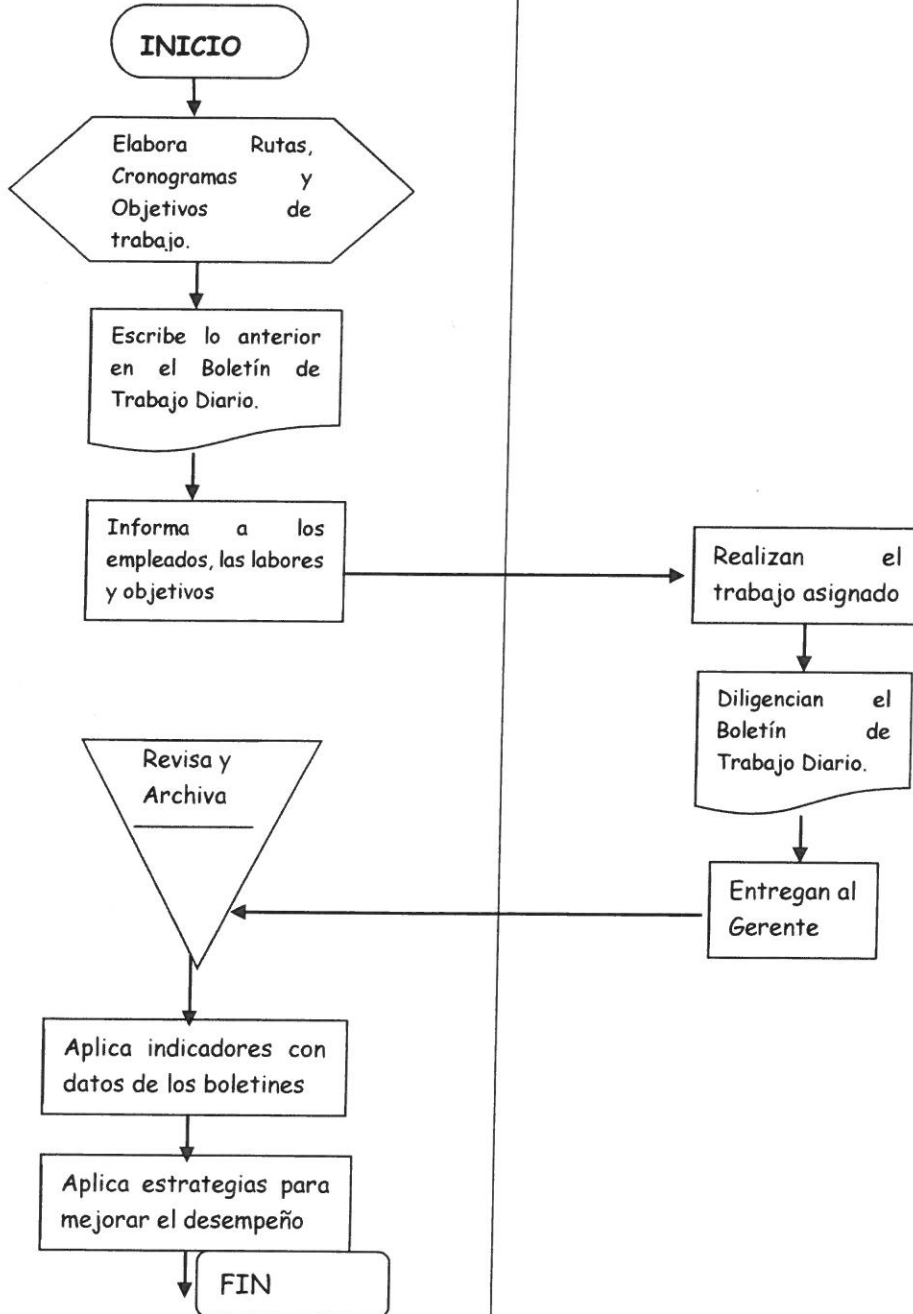 INICIO
Elabora Rutas,
Cronogramas y
Objetivos de
trabajo.
Escribe lo anterior
en el Boletín de
Trabajo Diario.
Informa a los
empleados, las labores
y objetivos
Realizan el
trabajo asignado
Diligencian el
Boletín de
Trabajo Diario.
Entregan al
Gerente
Revisa y
Archiva
Aplica indicadores con
datos de los boletines
Aplica estrategias para
mejorar el desempeño
FIN